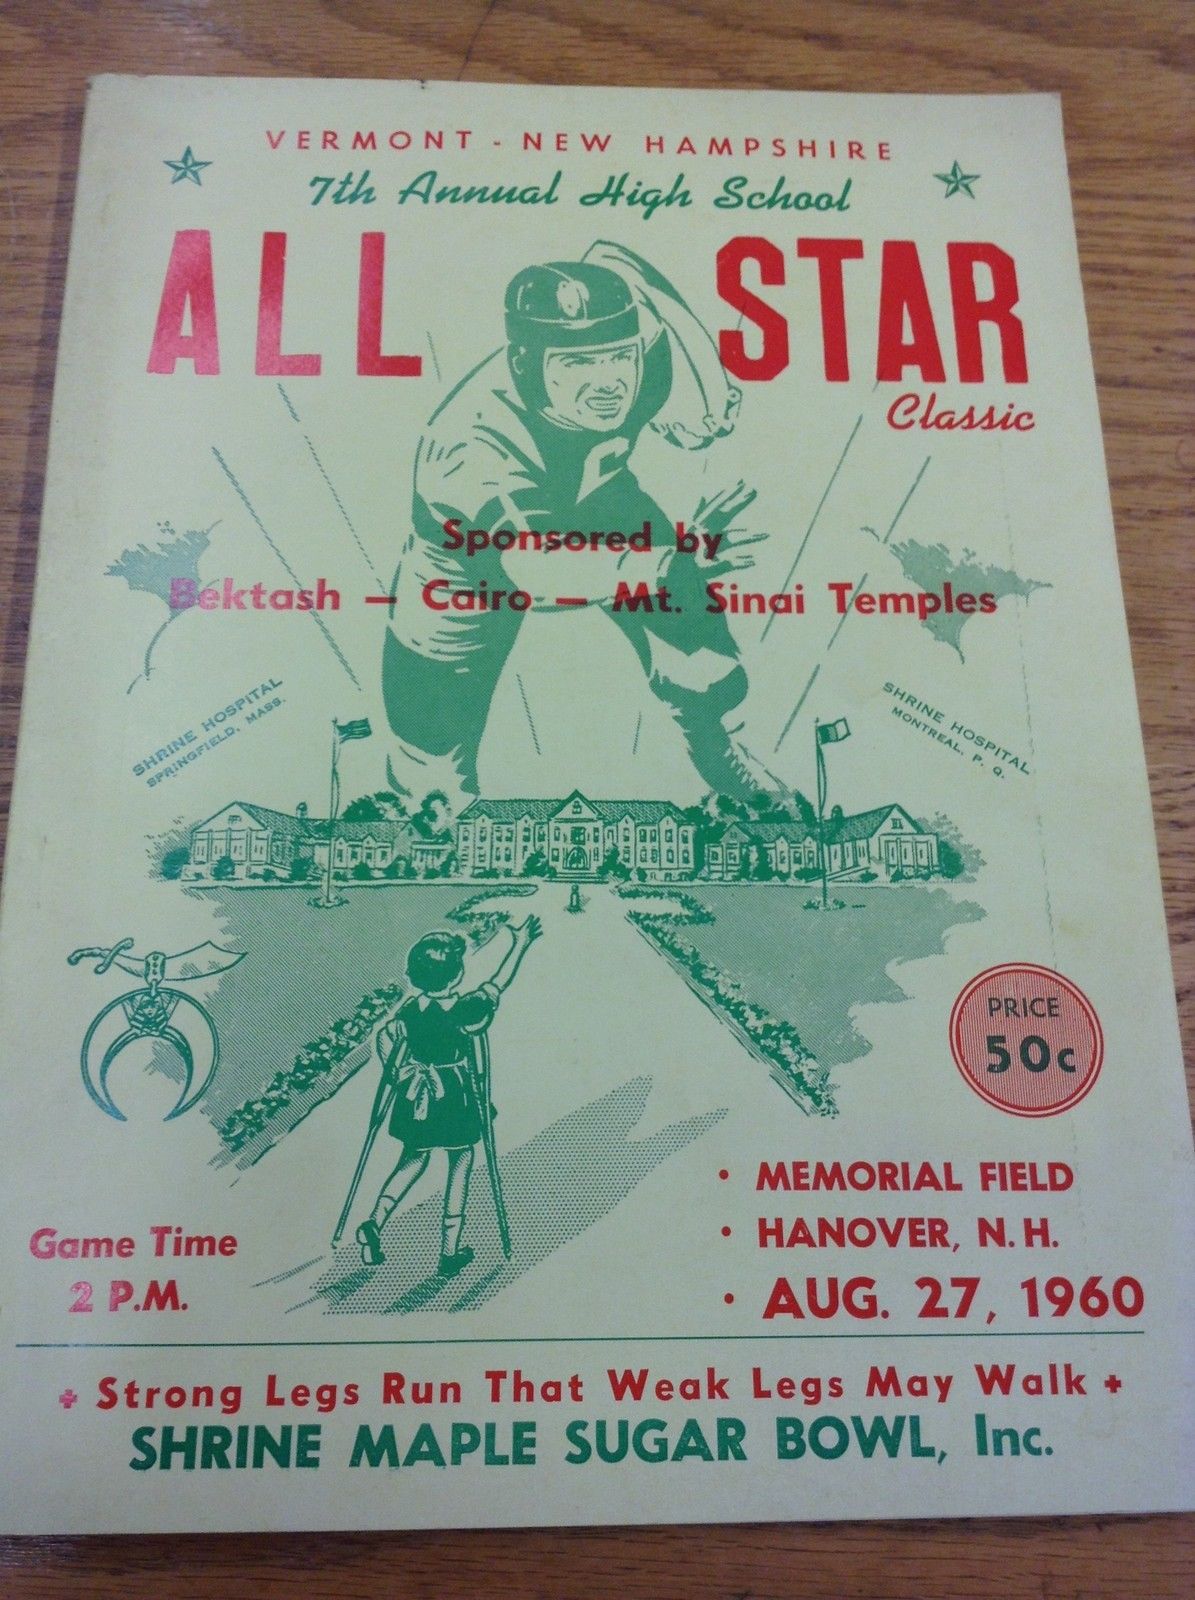 VERMONT - NEW HAMPSHIRE
7th Annual High School
ALL STAR
Classic
Sponsored by
Bektash — Cairo — Mt. Sinai Temples
SHRINE HOSPITAL
SPRINGFIELD, MASS.
SHRINE HOSPITAL
MONTREAL, P. Q.
C
PRICE
50c
Game Time
2 P.M.
• MEMORIAL FIELD
• HANOVER, N. H.
• AUG. 27, 1960
+ Strong Legs Run That Weak Legs May Walk +
SHRINE MAPLE SUGAR BOWL, Inc.